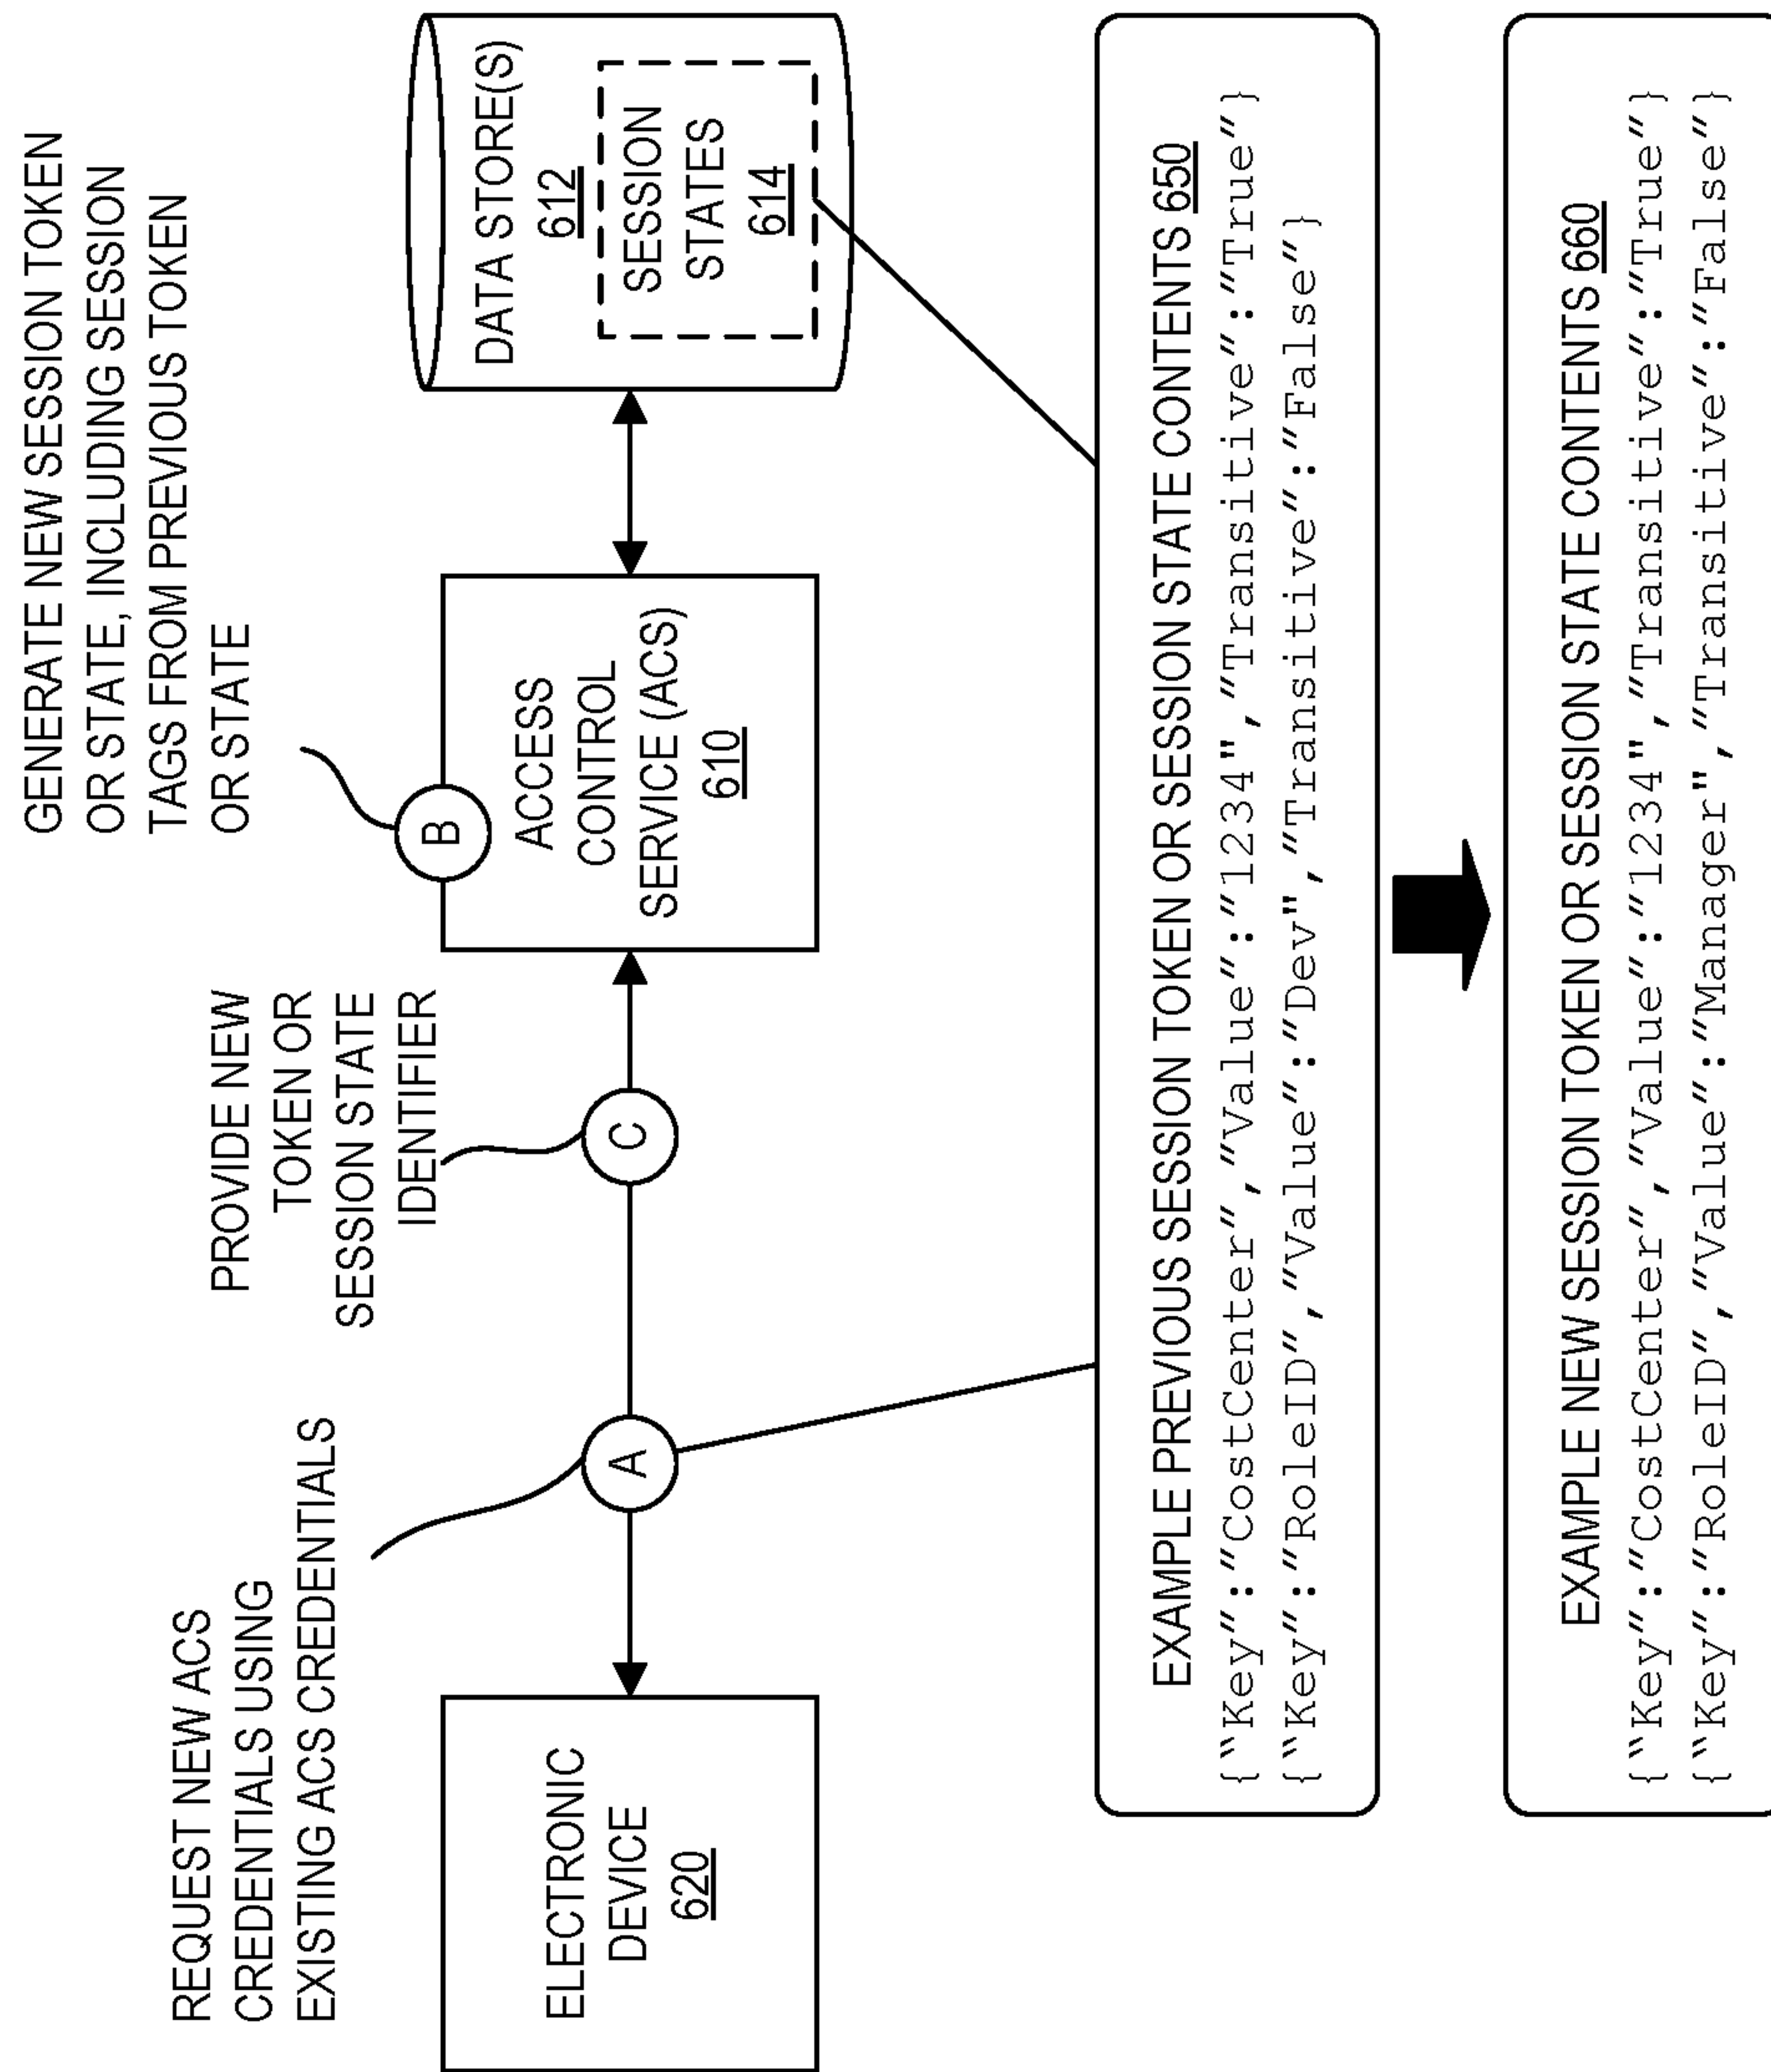 REQUEST NEW ACS
CREDENTIALS USING
EXISTING ACS CREDENTIALS
PROVIDE NEW
TOKEN OR
SESSION STATE
IDENTIFIER
GENERATE NEW SESSION TOKEN
OR STATE, INCLUDING SESSION
TAGS FROM PREVIOUS TOKEN
OR STATE
ELECTRONIC
DEVICE
620
A
C
B
ACCESS
CONTROL
SERVICE (ACS)
610
DATA STORE(S)
612
SESSION
STATES
614
EXAMPLE PREVIOUS SESSION TOKEN OR SESSION STATE CONTENTS 650
{“Key”:”CostCenter”,”Value”:”1234",”Transitive”:”True”}
{“Key”:”RoleID”,”Value”:”Dev",”Transitive”:”False”}
EXAMPLE NEW SESSION TOKEN OR SESSION STATE CONTENTS 660
{“Key”:”CostCenter”,”Value”:”1234",”Transitive”:”True”}
{“Key”:”RoleID”,”Value”:”Manager",”Transitive”:”False”}